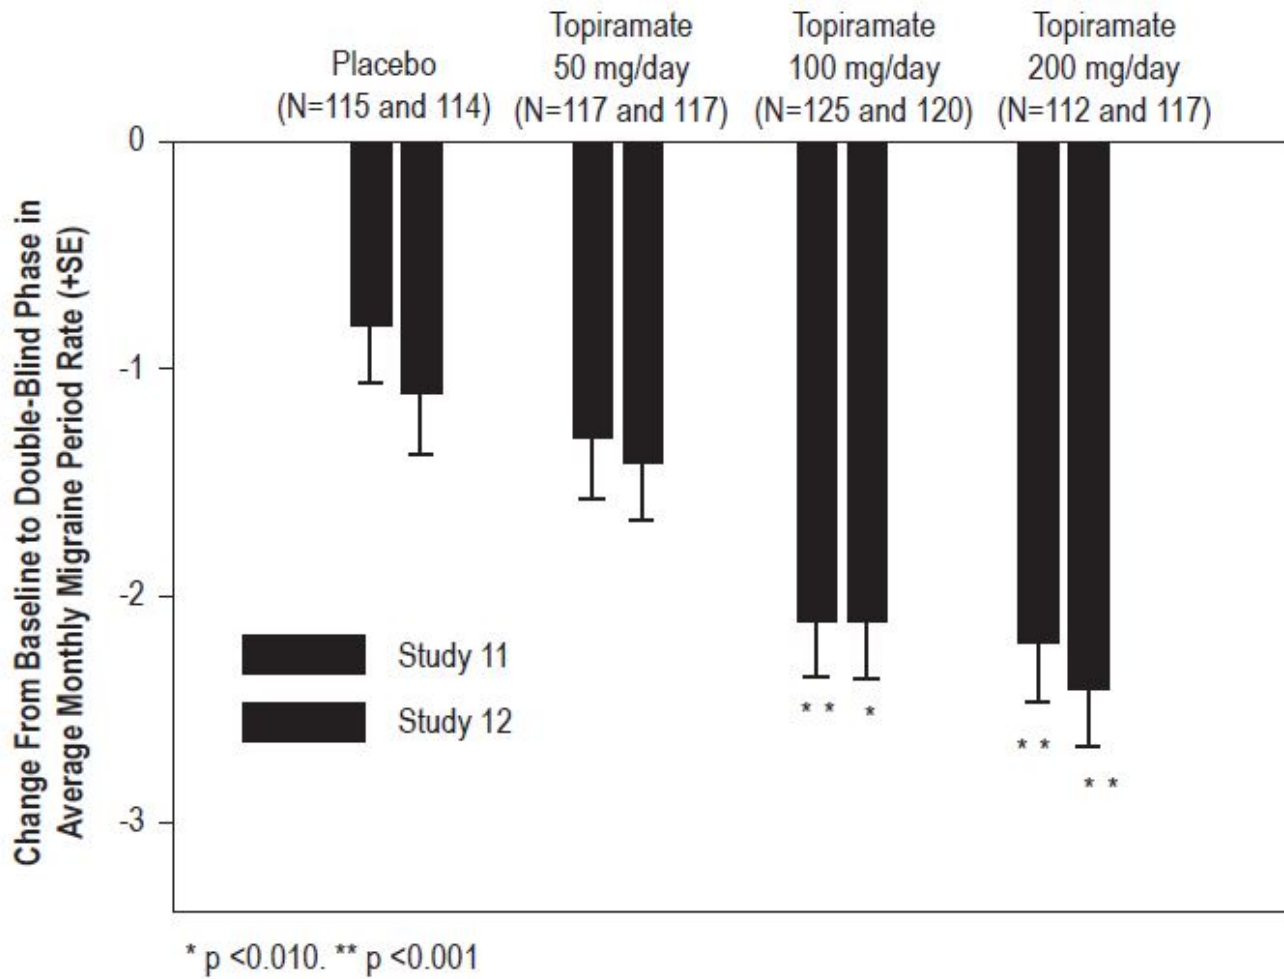 Placebo
(N=115 and 114)
Topiramate
50 mg/day
(N=117 and 117)
Topiramate
100 mg/day
(N=125 and 120)
Topiramate
200 mg/day
(N=112 and 117)
Change From Baseline to Double-Blind Phase in
Average Monthly Migraine Period Rate (+SE)
0
-1
-2
-3
Study 11
Study 12
* *
*
* *
* *
* p <0.010. ** p <0.001